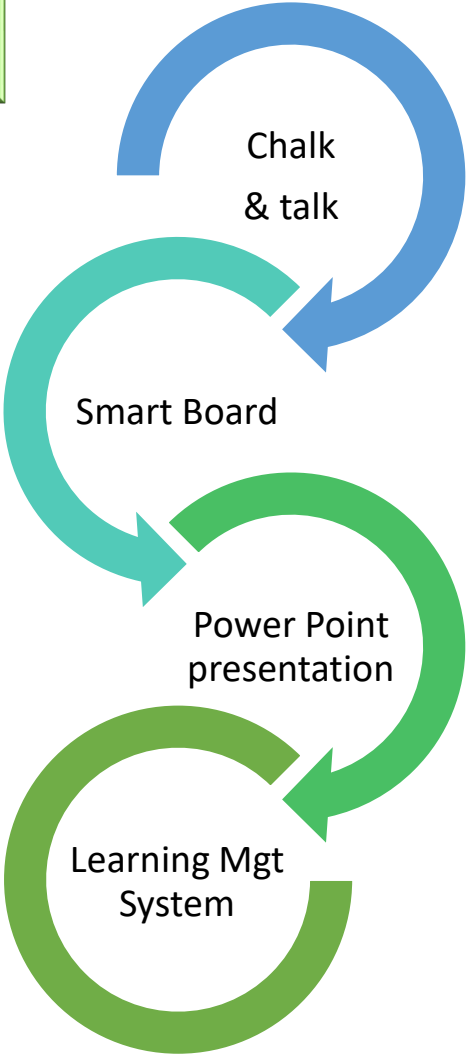 Chalk
& talk
Smart Board
Power Point
presentation
Learning Mgt
System